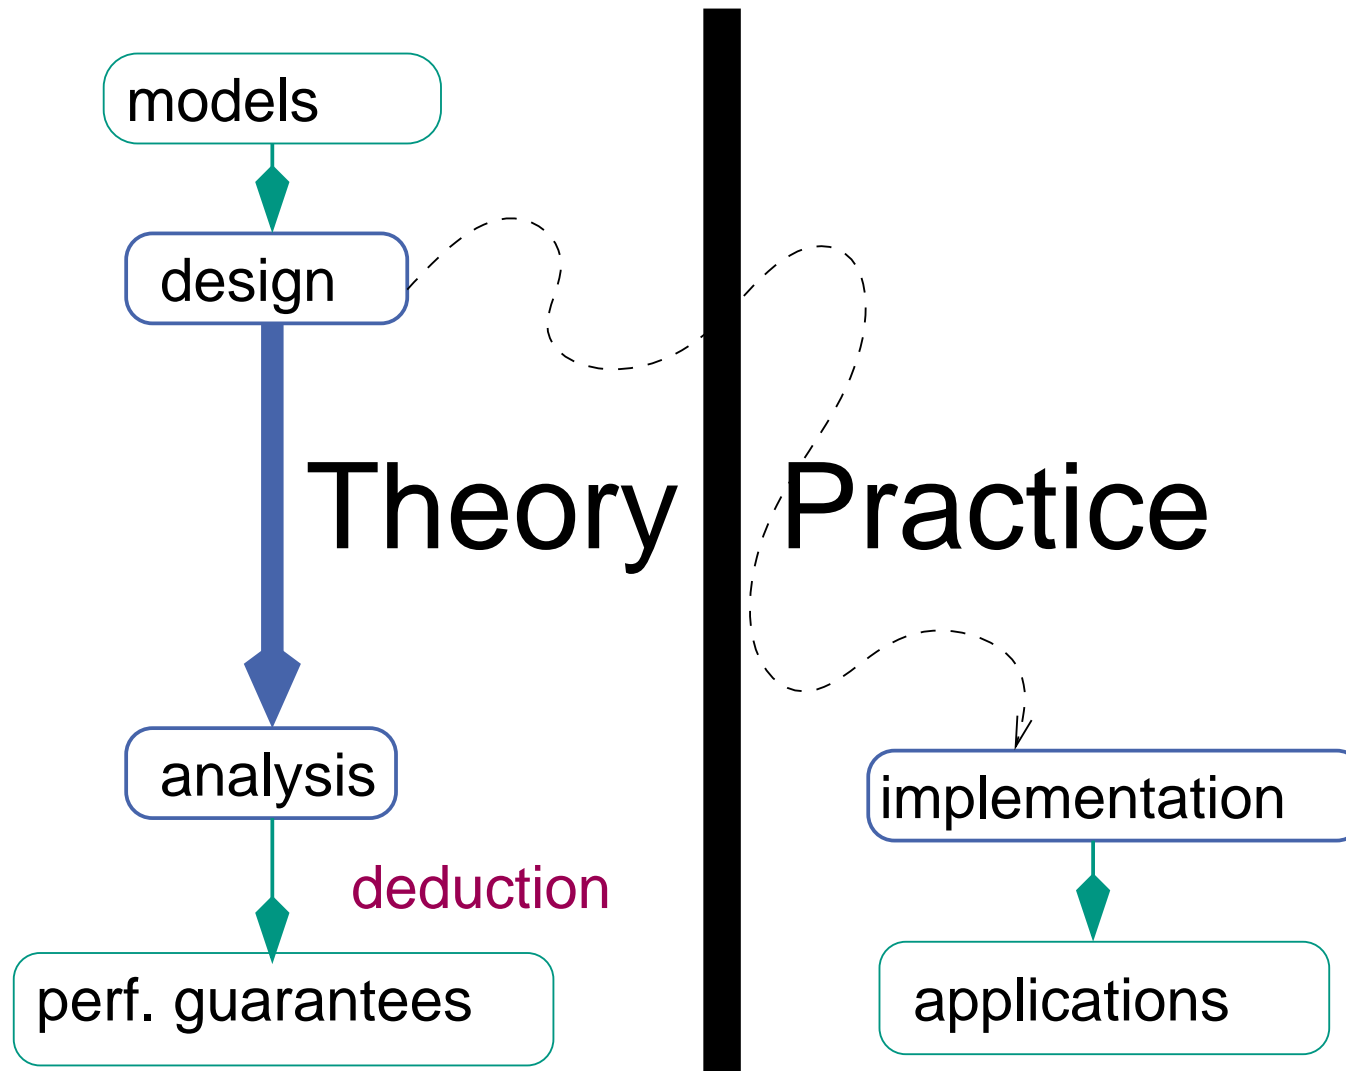 models
design
Theory
Practice
analysis
implementation
deduction
perf. guarantees
applications